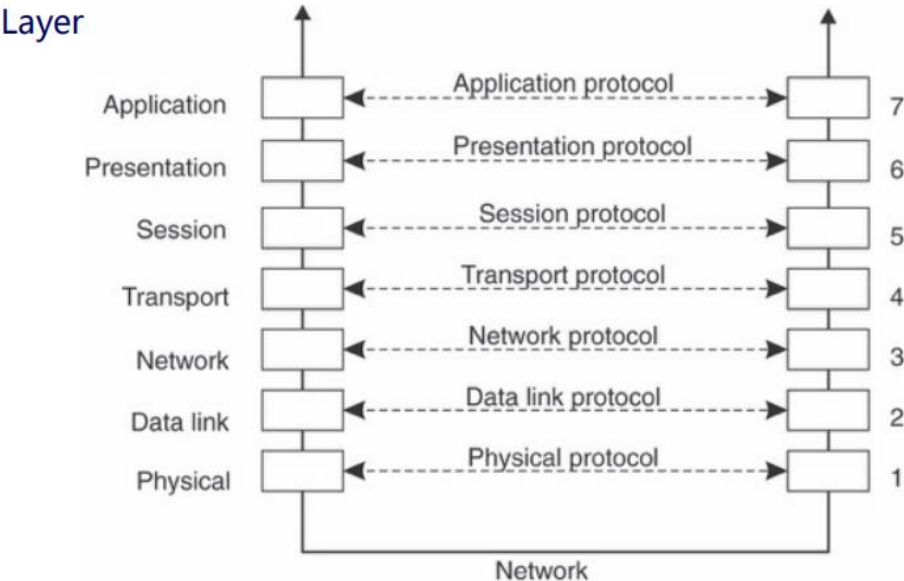 Layer
Application
Application protocol
7
Presentation
Presentation protocol
6
Session
Session protocol
5
Transport
Transport protocol
4
Network
Network protocol
3
Data link
Data link protocol
2
Physical
Physical protocol
1
Network